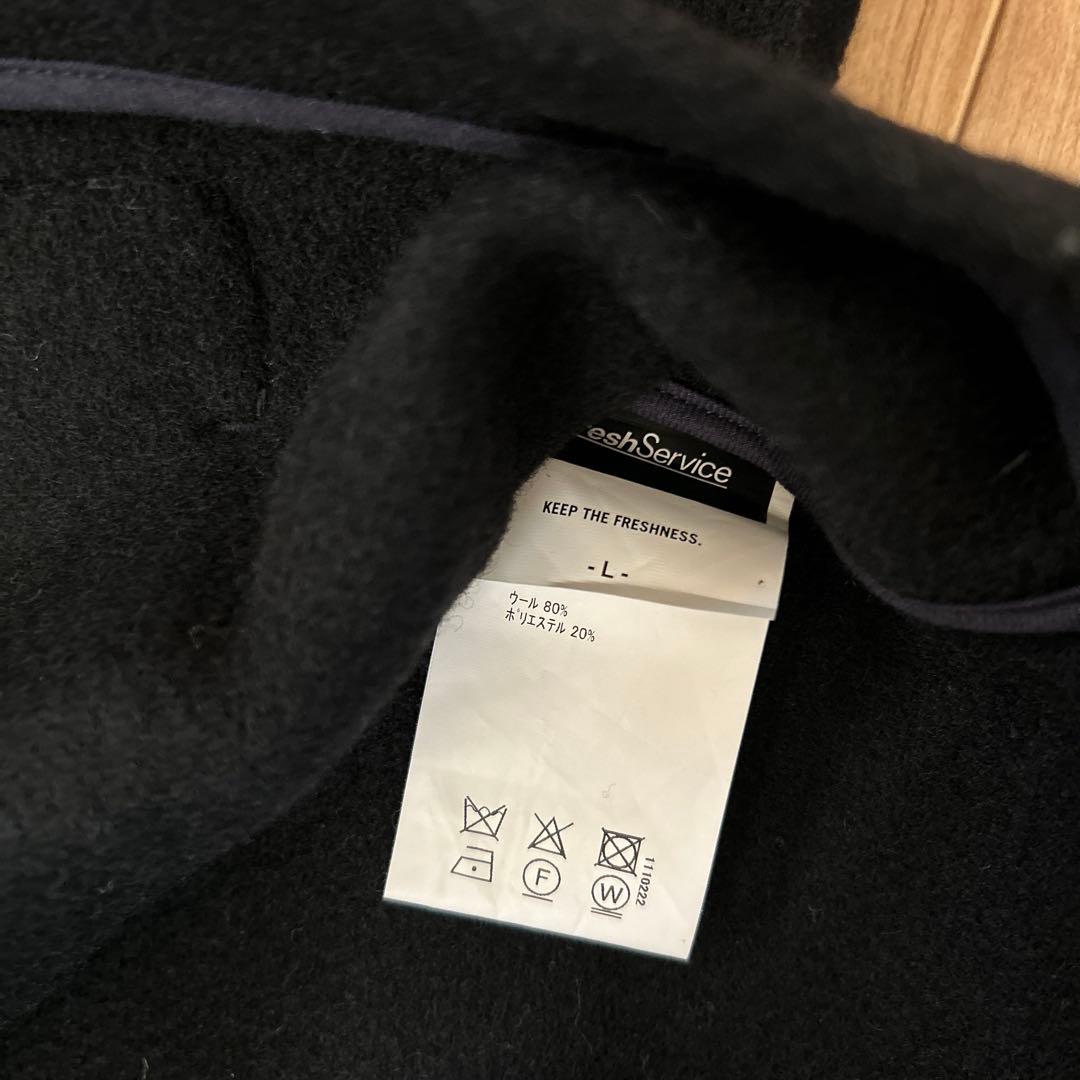 eshService
KEEP THE FRESHNESS.
- L -
ウール 80%
ポリエステル 20%
F
W
1110222